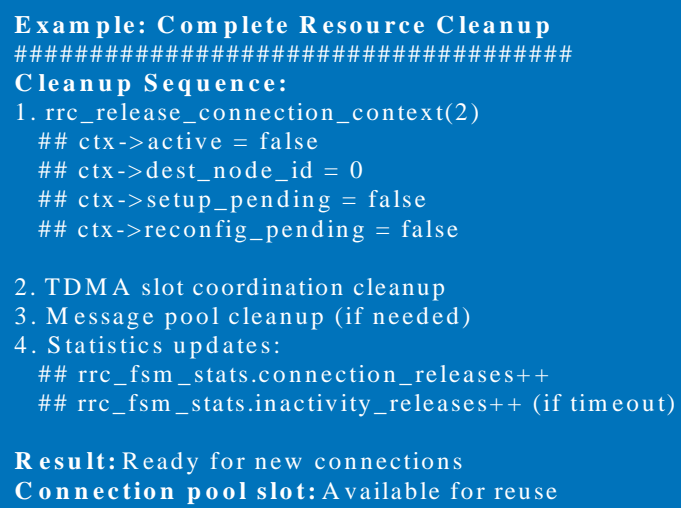 Example: Complete Resource Cleanup
#####################################
Cleanup Sequence:
1. rrc_release_connection_context(2)
## ctx->active = false
## ctx->dest_node_id = 0
## ctx->setup_pending = false
## ctx->reconfig_pending = false
2. TDMA slot coordination cleanup
3. Message pool cleanup (if needed)
4. Statistics updates:
## rrc_fsm_stats.connection_releases++
## rrc_fsm_stats.inactivity_releases++ (if timeout)
Result: Ready for new connections
Connection pool slot: Available for reuse